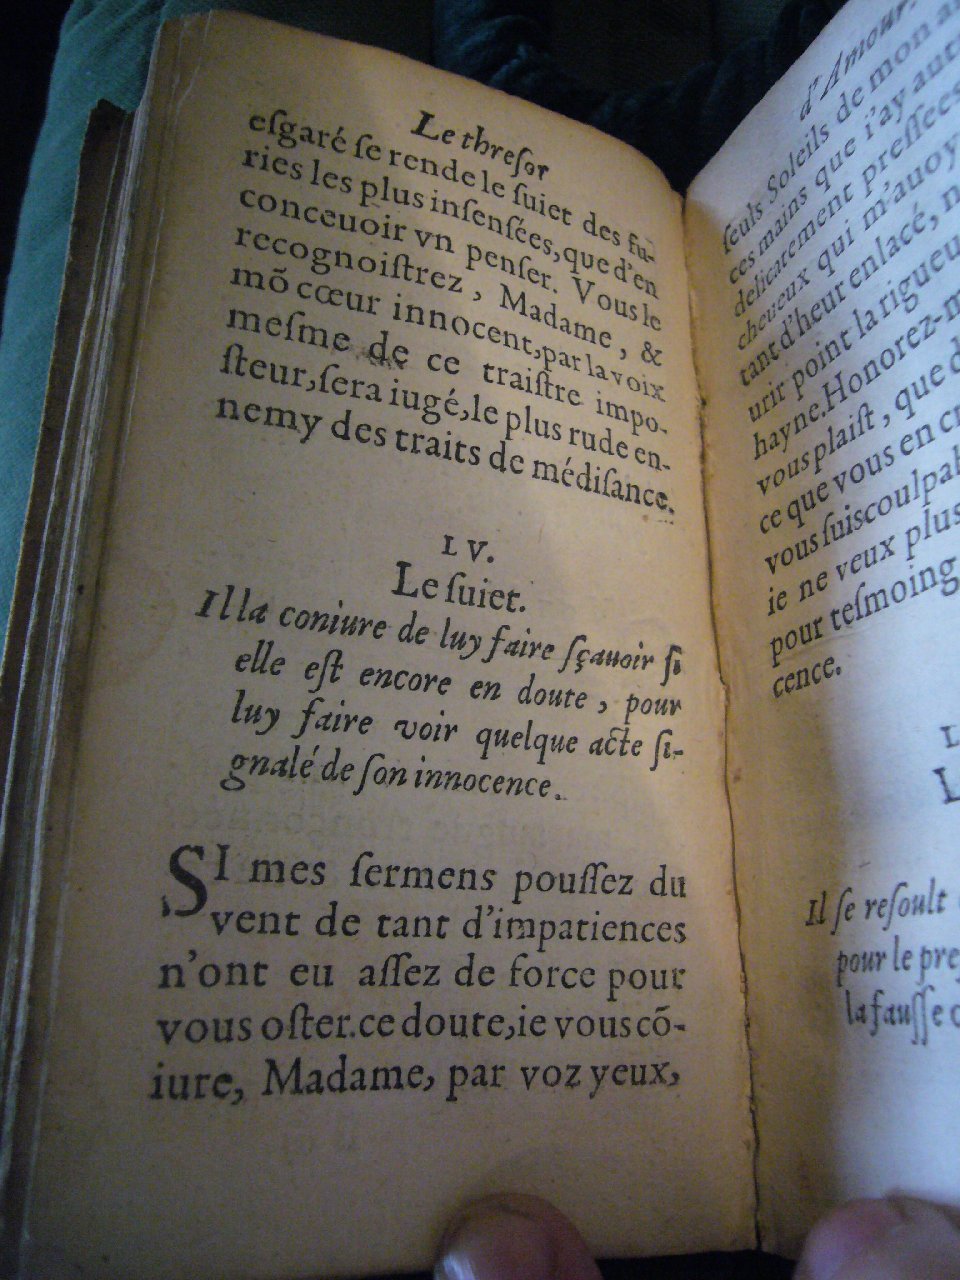 Le thresor
esgaré ſe rende le ſuiet des fu-
ries les plus inſenſées, que d'en
conceuoir vn penſer. Vous le
recognoiſtrez, Madame, &
mõ cœur innocent, par la voix
meſme de ce traiſtre impo-
ſteur, ſera iugé, le plus rude en-
nemy des traits de médiſance.
LV.
Le ſuiet.
Il la coniure de luy faire ſçauoir ſi
elle eſt encore en doute, pour
luy faire voir quelque acte ſi-
gnalé de ſon innocence.
SI mes ſermens pouſſez du
vent de tant d'impatiences
n'ont eu aſſez de force pour
vous oſter ce doute, ie vous cõ-
iure, Madame, par voz yeux,
d'Amour.
ſeuls Soleils de mon
ces mains que i'ay
delicatement preſſées
cheueux qui m'auoy
tant d'heur enlacé,
urir point la rigueu
hayne. Honorez-m
vous plaiſt, que
ce que vous en
vous ſuis coulpab
ie ne veux plus
pour teſmoing
cence.
L
L
Il ſe reſoult
pour le pre
la fauſſe